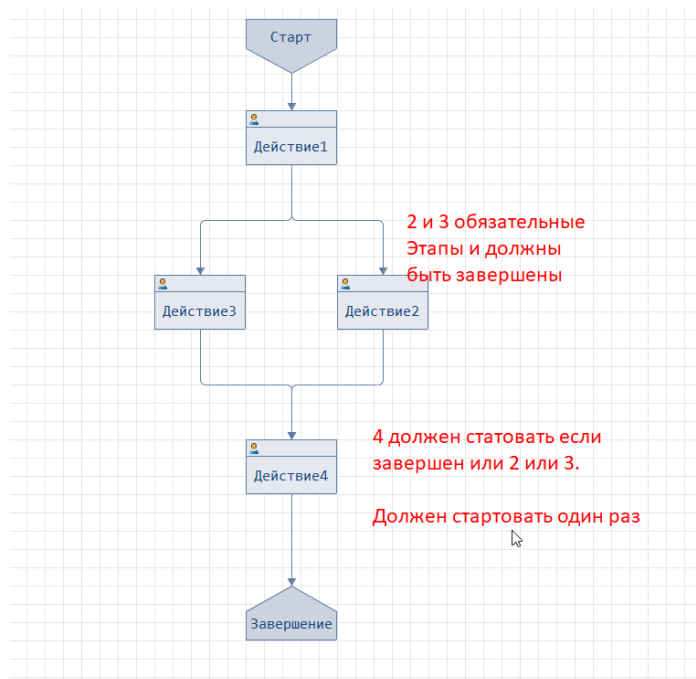 Старт
Действие1
2 и 3 обязательные
Этапы и должны
быть завершены
Действие3
Действие2
4 должен статовать если
завершен или 2 или 3.
Действие4
Должен стартовать один раз
Завершение